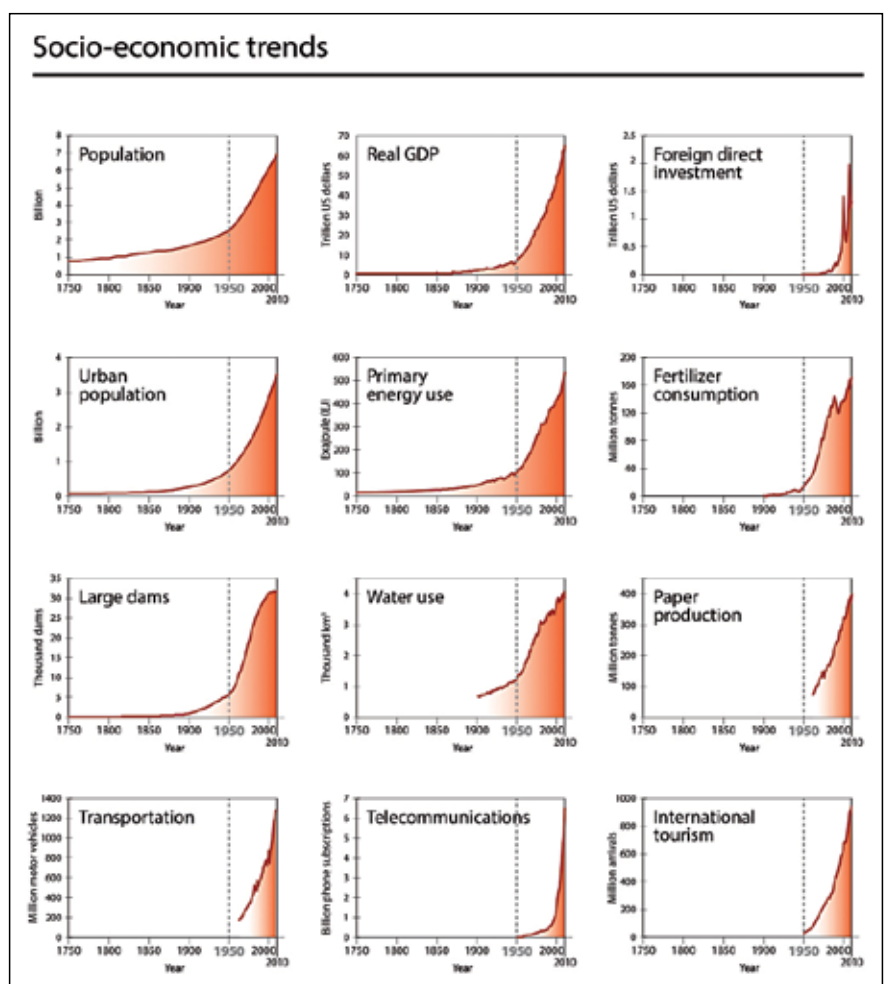 Socio-economic trends
8
7
6
5
4
3
2
1
0
Billion
Population
1750 1800 1850 1900 1950 2000 2010
Year
70
60
50
40
30
20
10
0
Trillion US dollars
Real GDP
1750 1800 1850 1900 1950 2000 2010
Year
2.5
2
1.5
1
0.5
0
Trillion US dollars
Foreign direct
investment
1750 1800 1850 1900 1950 2000 2010
Year
4
3
2
1
0
Billion
Urban
population
1750 1800 1850 1900 1950 2000 2010
Year
600
500
400
300
200
100
0
Exajoule (EJ)
Primary
energy use
1750 1800 1850 1900 1950 2000 2010
Year
200
160
120
80
40
0
Million tonnes
Fertilizer
consumption
1750 1800 1850 1900 1950 2000 2010
Year
35
30
25
20
15
10
5
0
Thousand dams
Large dams
1750 1800 1850 1900 1950 2000 2010
Year
4
3
2
1
0
Thousand km³
Water use
1750 1800 1850 1900 1950 2000 2010
Year
400
300
200
100
0
Million tonnes
Paper
production
1750 1800 1850 1900 1950 2000 2010
Year
1400
1200
1000
800
600
400
200
0
Million motor vehicles
Transportation
1750 1800 1850 1900 1950 2000 2010
Year
7
6
5
4
3
2
1
0
Billion phone subscriptions
Telecommunications
1750 1800 1850 1900 1950 2000 2010
Year
1000
800
600
400
200
0
Million arrivals
International
tourism
1750 1800 1850 1900 1950 2000 2010
Year